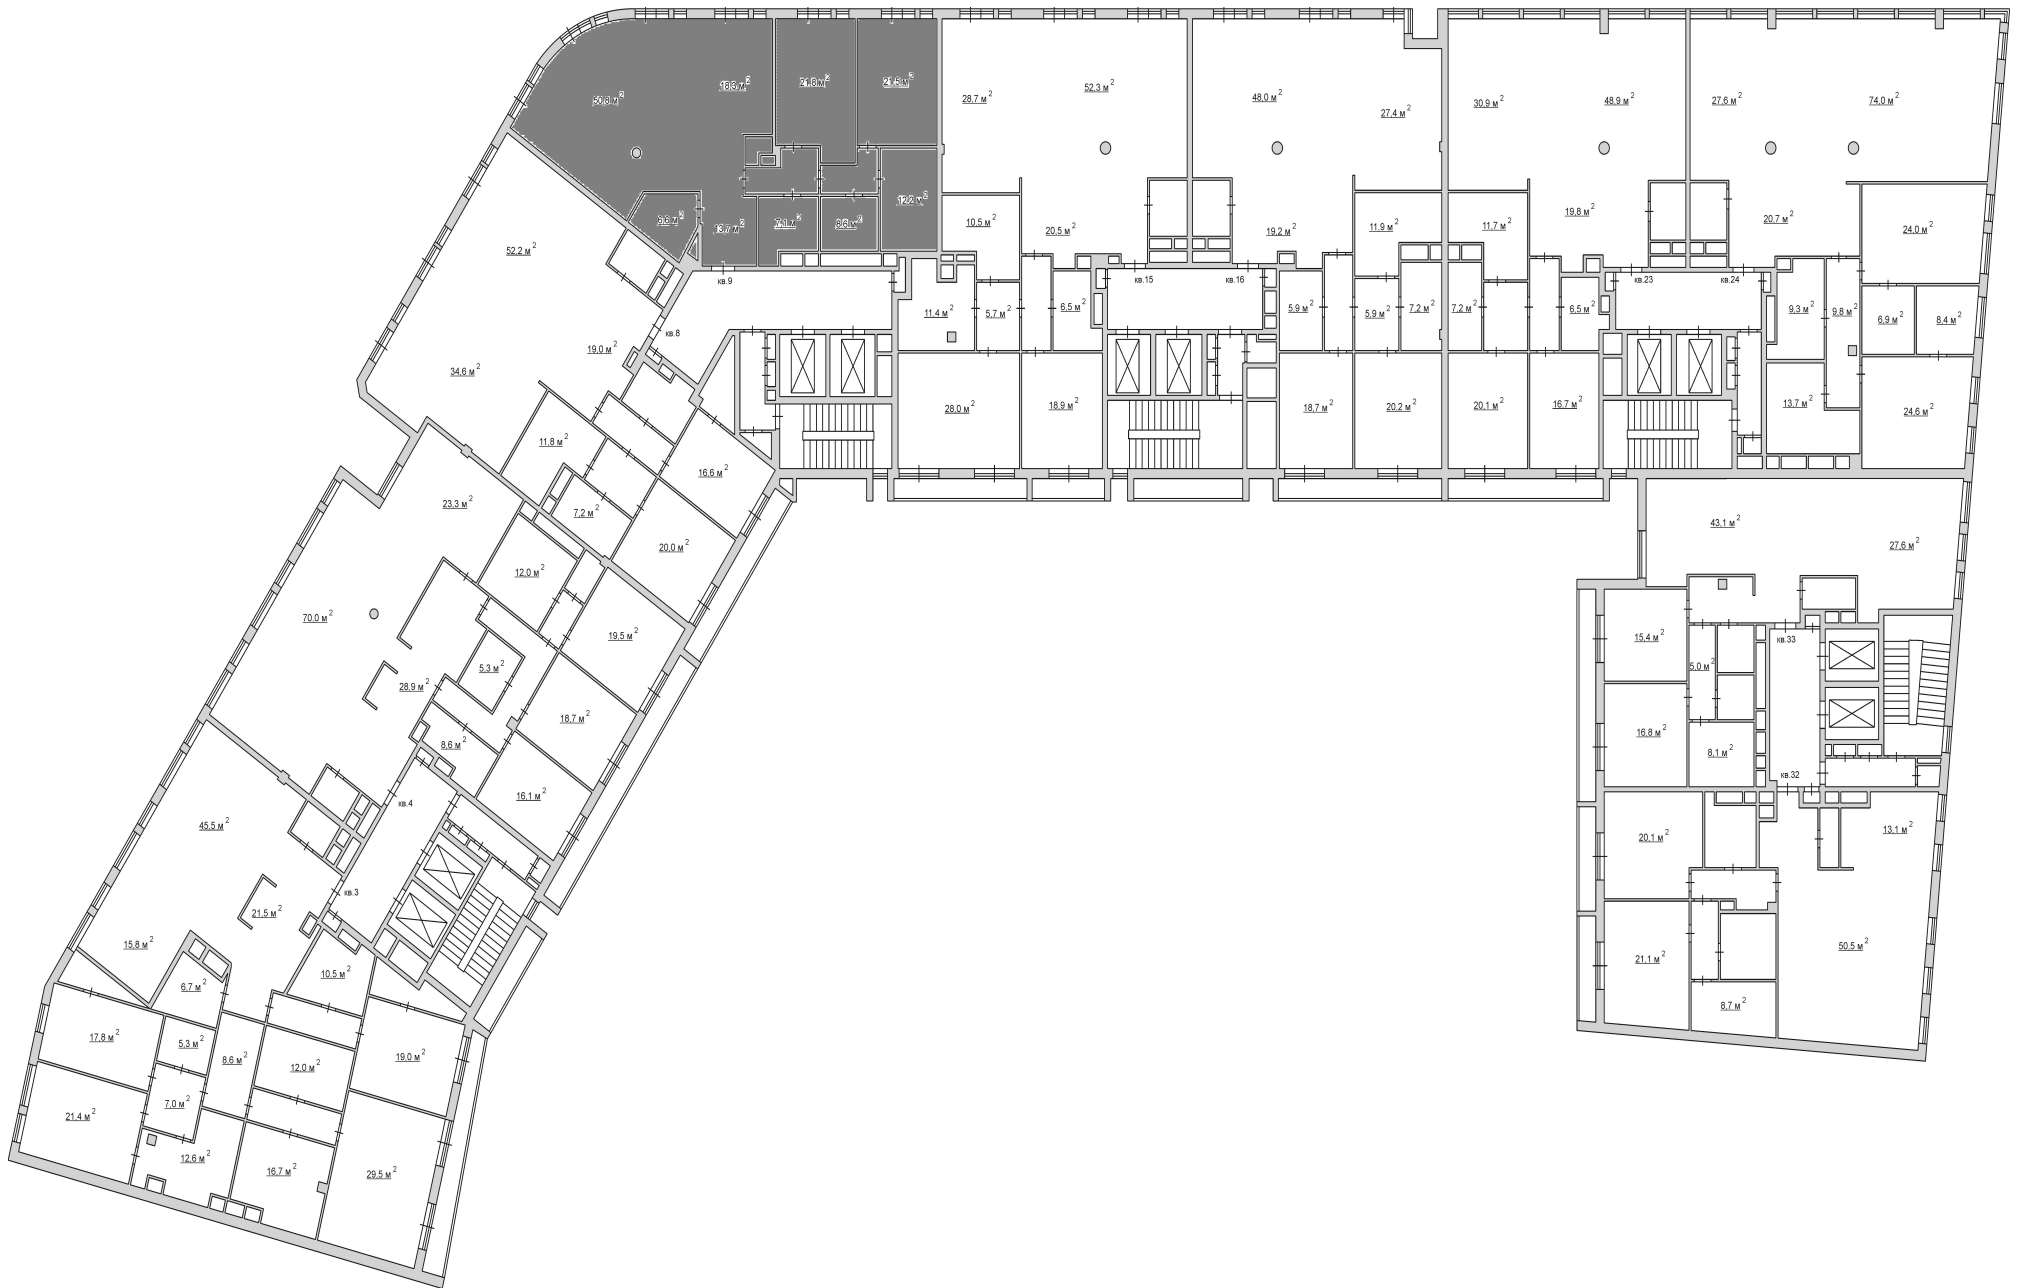 18,3 м²
50,8 м²
21,8 м²
21,5 м²
6,6 м²
13,7 м²
7,1 м²
8,6 м²
12,2 м²
кв.9
28,7 м²
52,3 м²
10,5 м²
20,5 м²
11,4 м²
5,7 м²
6,5 м²
28,0 м²
18,9 м²
кв.15
48,0 м²
27,4 м²
19,2 м²
11,9 м²
кв.16
5,9 м²
5,9 м²
7,2 м²
18,7 м²
20,2 м²
30,9 м²
48,9 м²
11,7 м²
19,8 м²
7,2 м²
6,5 м²
20,1 м²
16,7 м²
кв.23
27,6 м²
74,0 м²
20,7 м²
24,0 м²
кв.24
9,3 м²
9,8 м²
6,9 м²
8,4 м²
13,7 м²
24,6 м²
52,2 м²
19,0 м²
кв.8
34,6 м²
11,8 м²
16,6 м²
7,2 м²
20,0 м²
23,3 м²
12,0 м²
70,0 м²
19,5 м²
5,3 м²
28,9 м²
18,7 м²
8,6 м²
16,1 м²
кв.4
45,5 м²
кв.3
21,5 м²
15,8 м²
10,5 м²
6,7 м²
17,8 м²
5,3 м²
8,6 м²
12,0 м²
19,0 м²
21,4 м²
7,0 м²
12,6 м²
16,7 м²
29,5 м²
43,1 м²
27,6 м²
15,4 м²
5,0 м²
кв.33
16,8 м²
8,1 м²
кв.32
20,1 м²
13,1 м²
21,1 м²
50,5 м²
8,7 м²